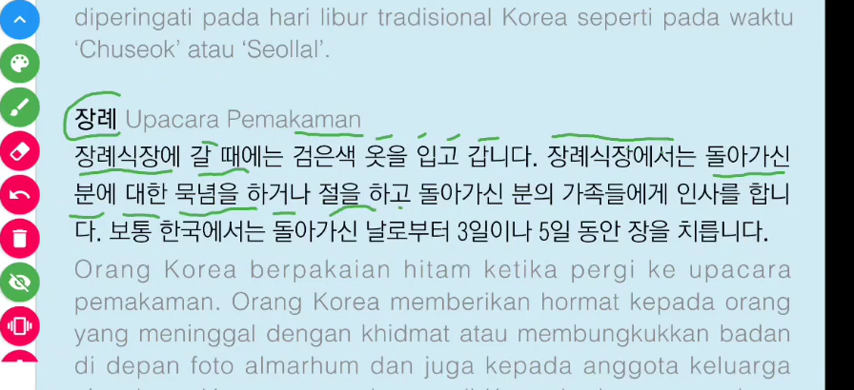 diperingati pada hari libur tradisional Korea seperti pada waktu
‘Chuseok’ atau ‘Seollal’.
장례 Upacara Pemakaman
장례식장에 갈 때에는 검은색 옷을 입고 갑니다. 장례식장에서는 돌아가신
분에 대한 묵념을 하거나 절을 하고 돌아가신 분의 가족들에게 인사를 합니
다. 보통 한국에서는 돌아가신 날로부터 3일이나 5일 동안 장을 치릅니다.
Orang Korea berpakaian hitam ketika pergi ke upacara
pemakaman. Orang Korea memberikan hormat kepada orang
yang meninggal dengan khidmat atau membungkukkan badan
di depan foto almarhum dan juga kepada anggota keluarga